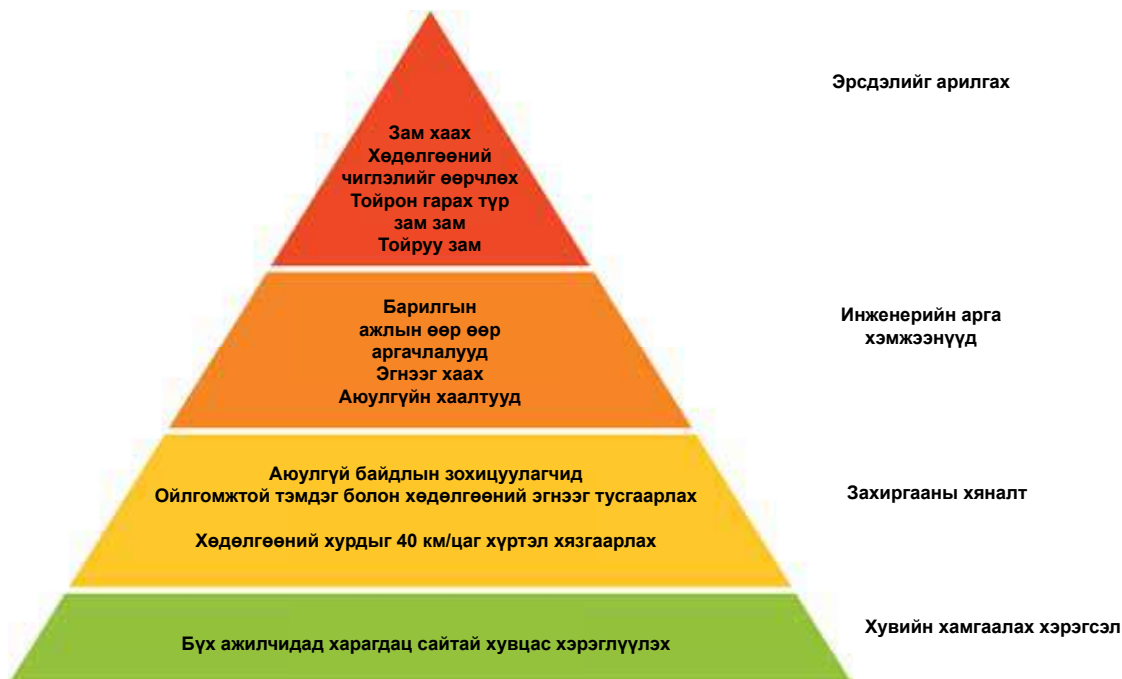 Эрсдэлийг арилгах
Зам хаах
Хөдөлгөөний
чиглэлийг өөрчлөх
Тойрон гарах түр
зам зам
Тойруу зам
Инженерийн арга
хэмжээнүүд
Барилгын
ажлын өөр өөр
аргачлалууд
Эгнээг хаах
Аюулгүйн хаалтууд
Захиргааны хяналт
Аюулгүй байдлын зохицуулагчид
Ойлгомжтой тэмдэг болон хөдөлгөөний эгнээг тусгаарлах
Хөдөлгөөний хурдыг 40 км/цаг хүртэл хязгаарлах
Хувийн хамгаалах хэрэгсэл
Бүх ажилчидад харагдац сайтай хувцас хэрэглүүлэх